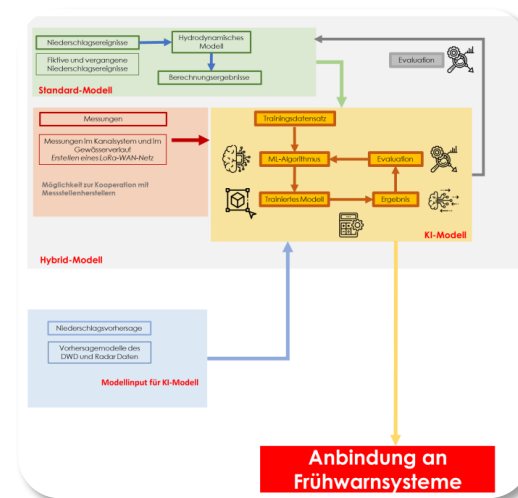 Niederschlagsereignisse
Fiktive und vergangene
Niederschlagsereignisse
Hydrodynamisches
Modell
Berechnungsergebnisse
Standard-Modell
Evaluation
Messungen
Messungen im Kanalsystem und im
Gewässerverlauf
Erstellen eines LoRa-WAN-Netz
Möglichkeit zur Kooperation mit
Messstellenherstellern
Trainingsdatensatz
ML-Algorithmus
Evaluation
Trainiertes Modell
Ergebnis
KI-Modell
Hybrid-Modell
Niederschlagsvorhersage
Vorhersagemodelle des
DWD und Radar Daten
Modellinput für KI-Modell
Anbindung an
Frühwarnsysteme